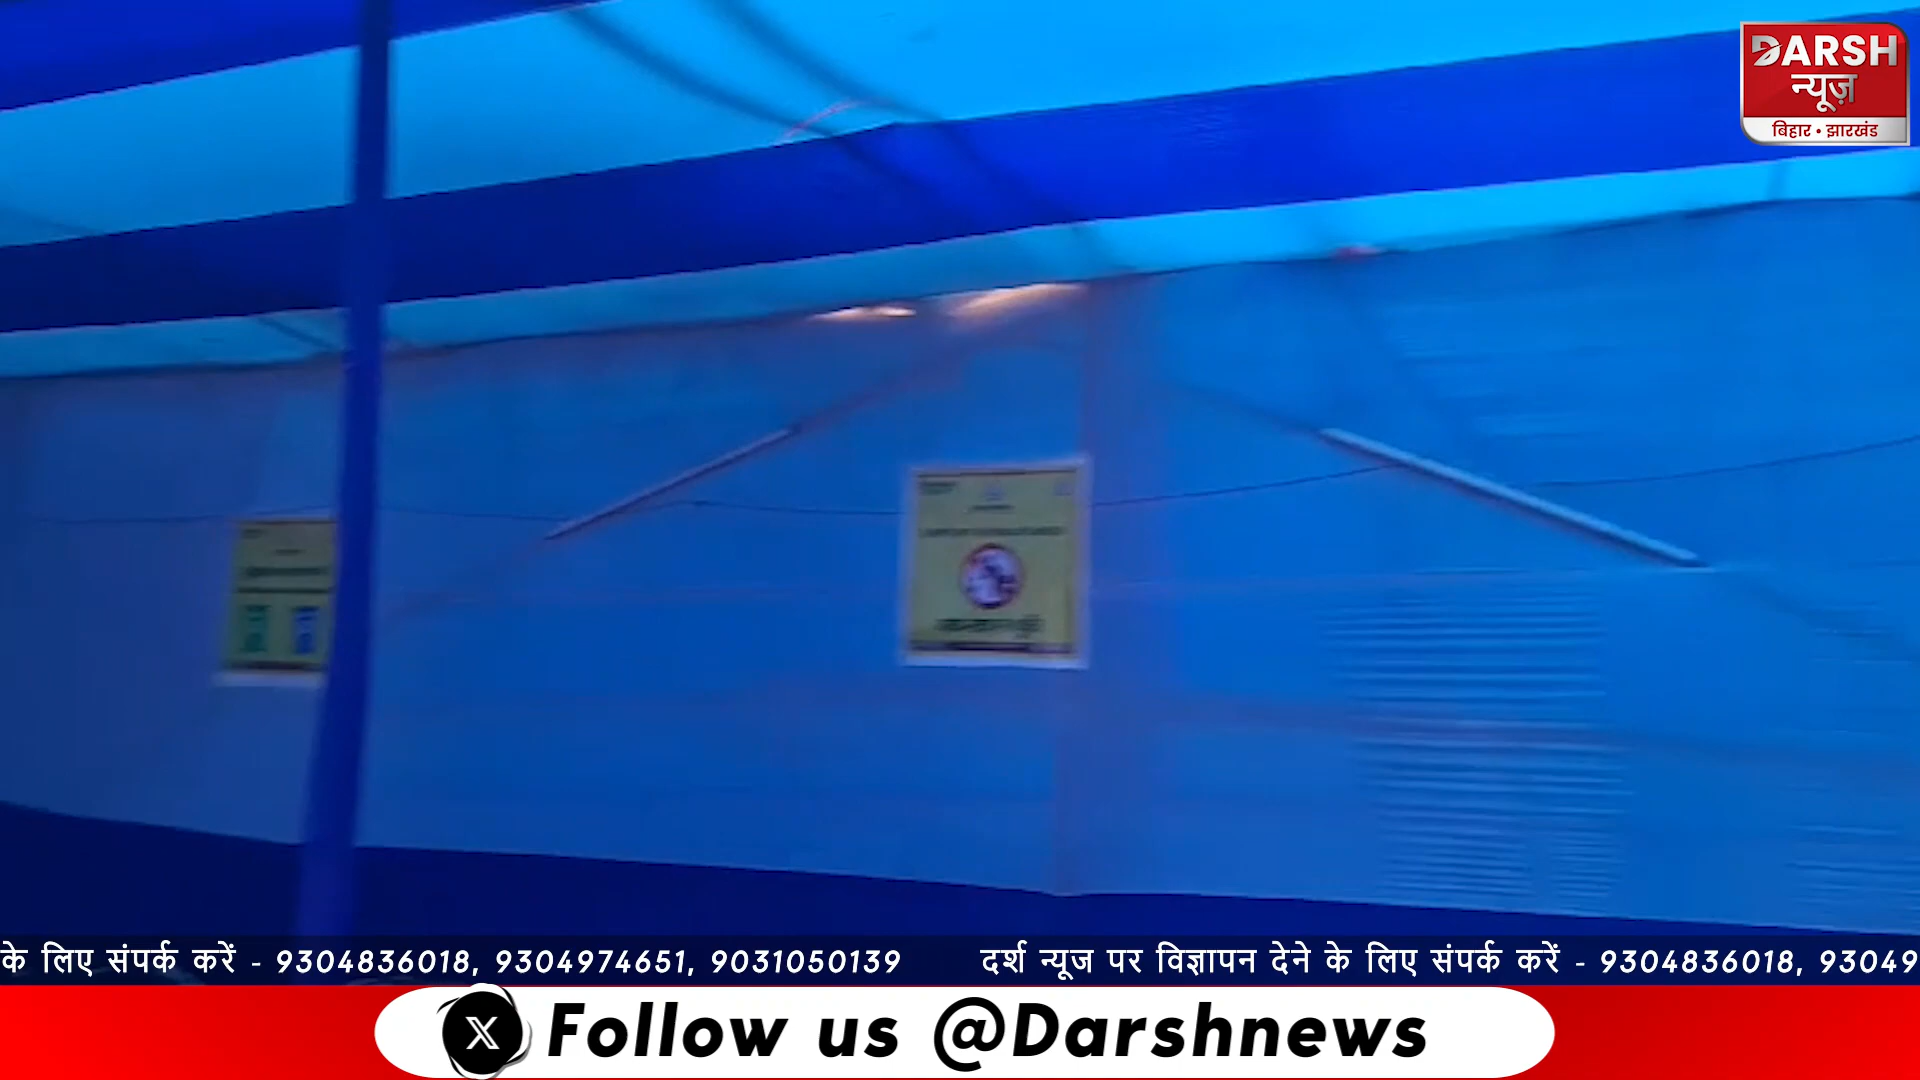 DARSH
न्यूज़
बिहार • झारखंड
के लिए संपर्क करें - 9304836018, 9304974651, 9031050139 दर्श न्यूज पर विज्ञापन देने के लिए संपर्क करें - 9304836018, 93049
X Follow us @Darshnews